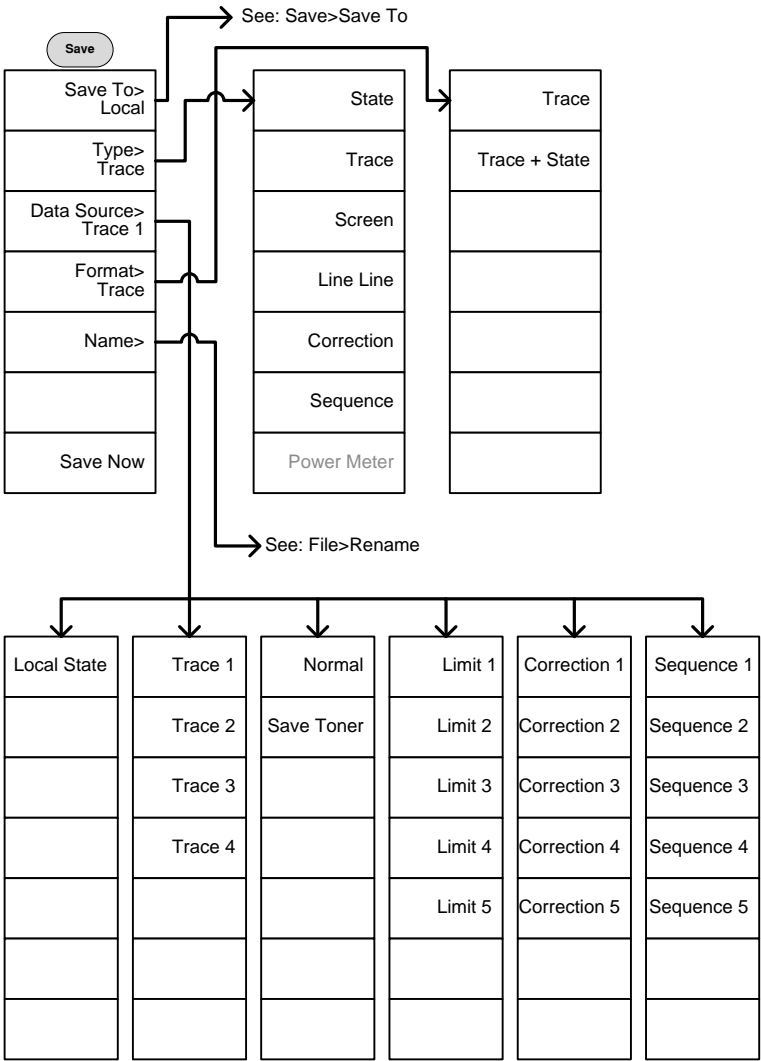 See: Save>Save To
Save
Save To>
Local
Type>
Trace
Data Source>
Trace 1
Format>
Trace
Name>
Save Now
State
Trace
Screen
Line Line
Correction
Sequence
Power Meter
Trace
Trace + State
See: File>Rename
Local State
Trace 1
Trace 2
Trace 3
Trace 4
Normal
Save Toner
Limit 1
Limit 2
Limit 3
Limit 4
Limit 5
Correction 1
Correction 2
Correction 3
Correction 4
Correction 5
Sequence 1
Sequence 2
Sequence 3
Sequence 4
Sequence 5